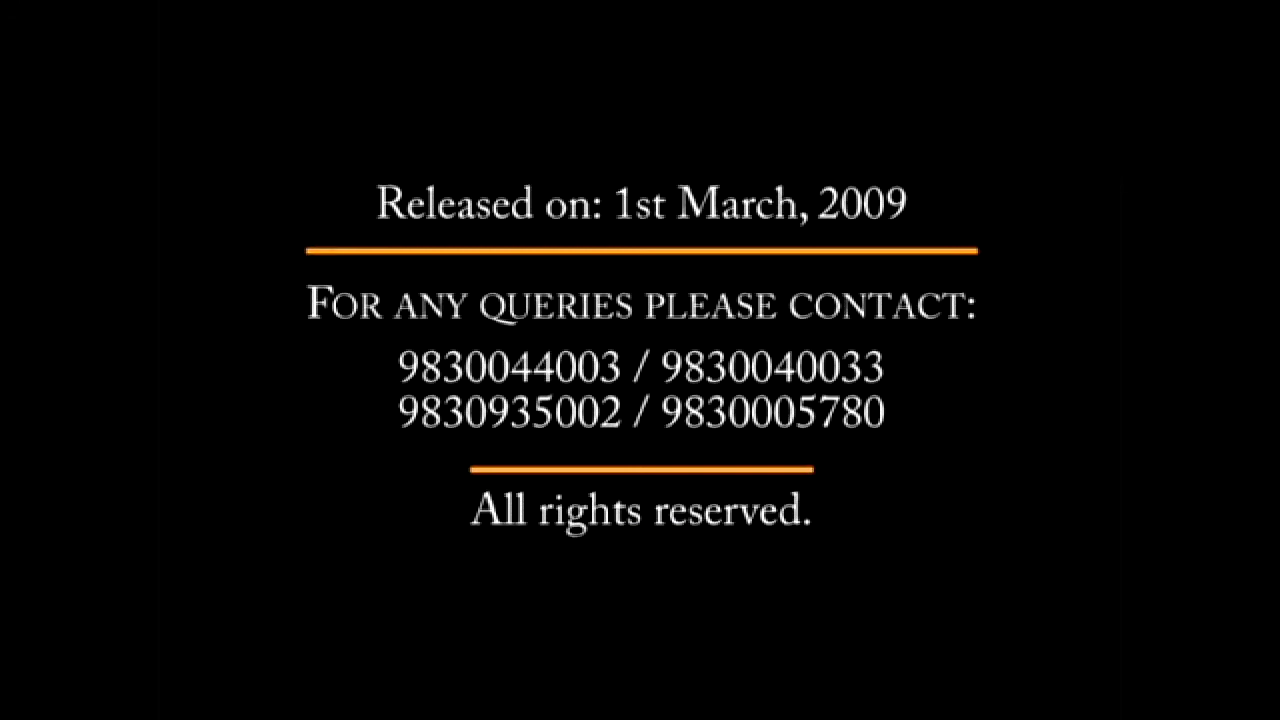 Released on: 1st March, 2009
FOR ANY QUERIES PLEASE CONTACT:
9830044003 / 9830040033
9830935002 / 9830005780
All rights reserved.